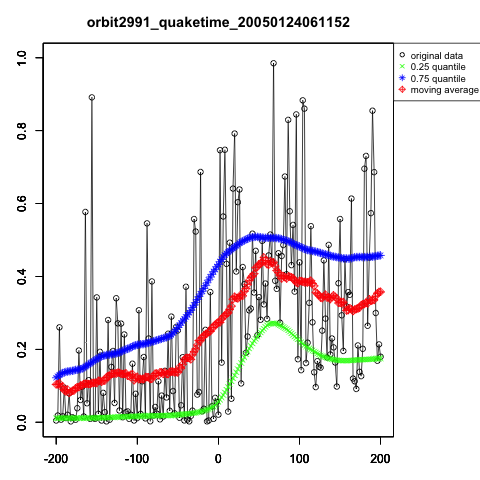 orbit2991_quaketime_20050124061152
original data
0.25 quantile
0.75 quantile
moving average
1.0
0.8
0.6
0.4
0.2
0.0
-200
-100
0
100
200